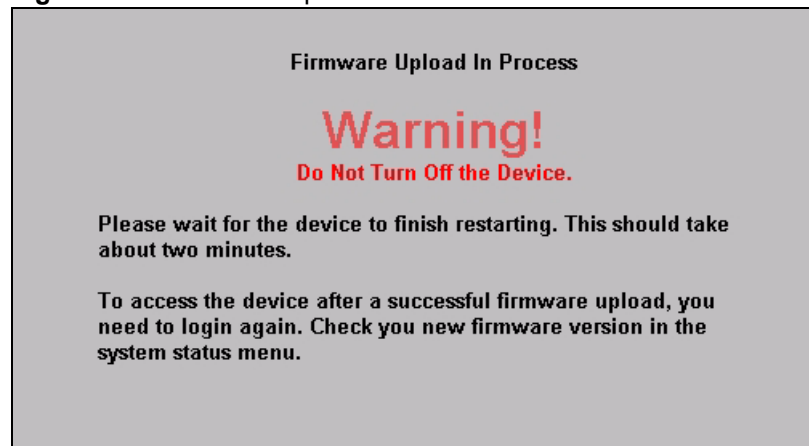 Firmware Upload In Process
Warning!
Do Not Turn Off the Device.
Please wait for the device to finish restarting. This should take
about two minutes.
To access the device after a successful firmware upload, you
need to login again. Check you new firmware version in the
system status menu.